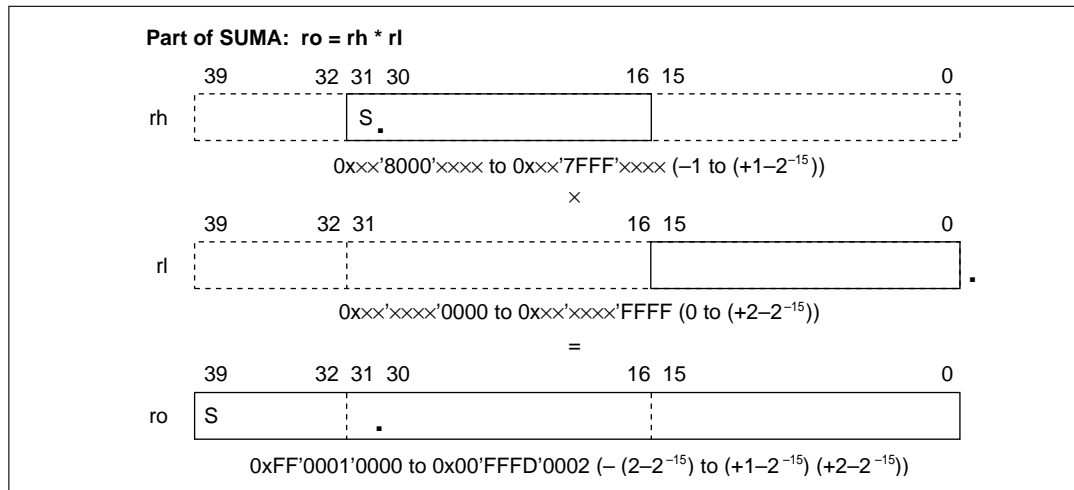 Part of SUMA: ro = rh * rl
39 32 31 30 16 15 0
rh S .
0x××'8000'×××× to 0x××'7FFF'×××× (–1 to (+1–2⁻¹⁵))
×
39 32 31 16 15 0
rl .
0x××'××××'0000 to 0x××'××××'FFFF (0 to (+2–2⁻¹⁵))
=
39 32 31 30 16 15 0
ro S .
0xFF'0001'0000 to 0x00'FFFD'0002 (– (2–2⁻¹⁵) to (+1–2⁻¹⁵) (+2–2⁻¹⁵))